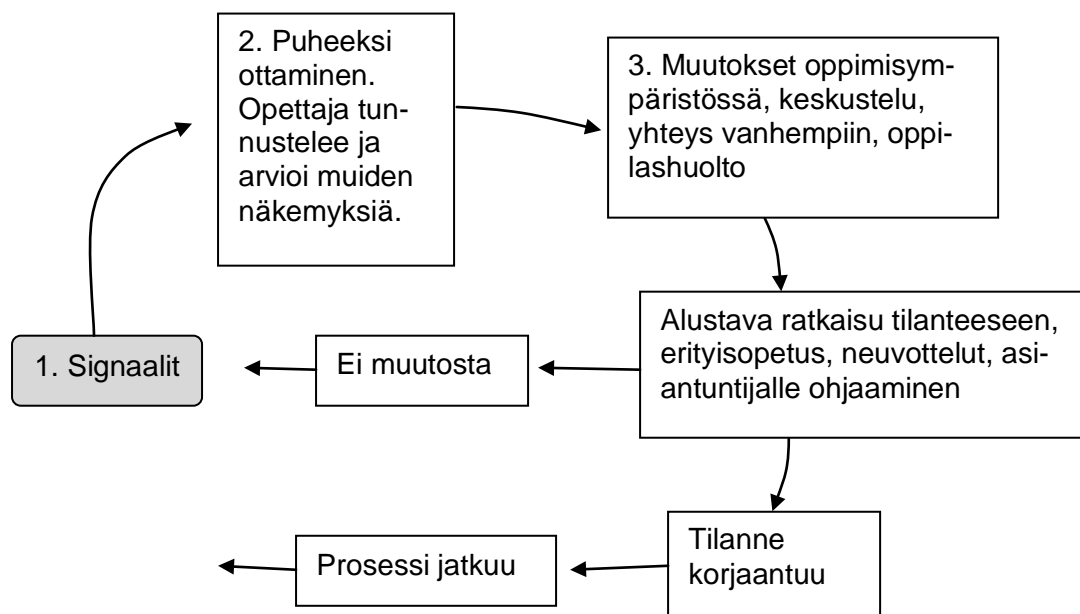 2. Puheeksi
ottaminen.
Opettaja tun-
nustelee ja
arvioi muiden
näkemyksiä.
3. Muutokset oppimisym-
päristössä, keskustelu,
yhteys vanhempiin, oppi-
lashuolto
1. Signaalit
Ei muutosta
Alustava ratkaisu tilanteeseen,
erityisopetus, neuvottelut, asi-
antuntijalle ohjaaminen
Prosessi jatkuu
Tilanne
korjaantuu